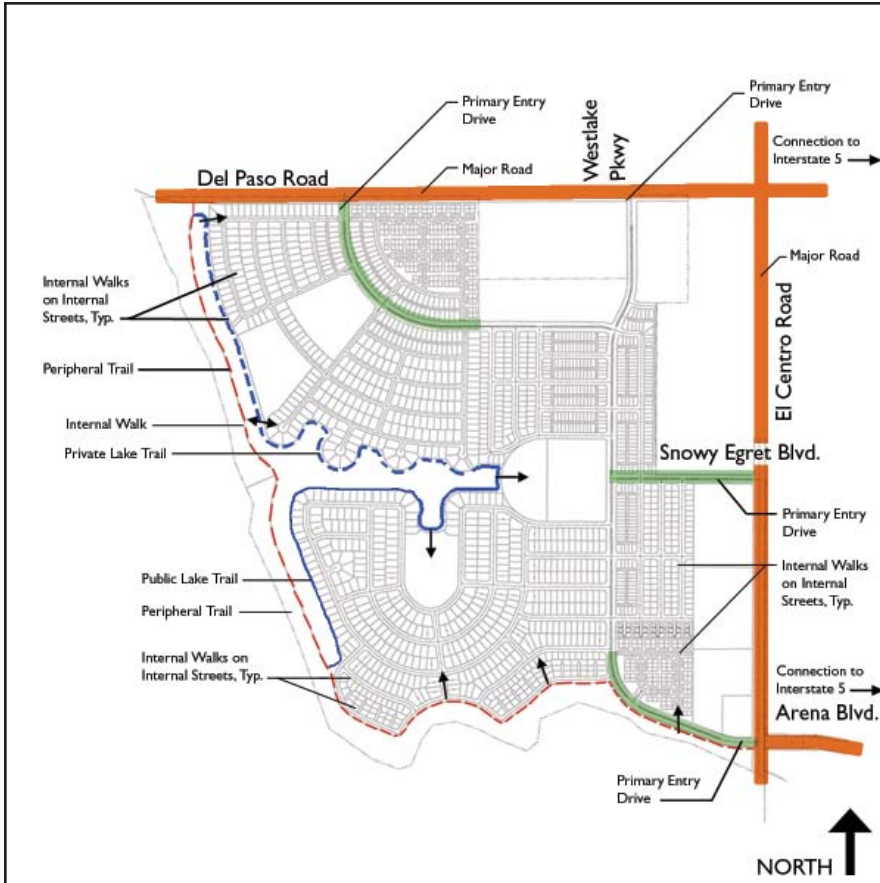 Primary Entry
Drive
Westlake
Pkwy
Primary Entry
Drive
Connection to
Interstate 5
Del Paso Road
Major Road
Major Road
El Centro Road
Internal Walks
on Internal
Streets, Typ.
Peripheral Trail
Internal Walk
Private Lake Trail
Snowy Egret Blvd.
Primary Entry
Drive
Internal Walks
on Internal
Streets, Typ.
Public Lake Trail
Peripheral Trail
Internal Walks on
Internal Streets, Typ.
Connection to
Interstate 5
Arena Blvd.
Primary Entry
Drive
NORTH